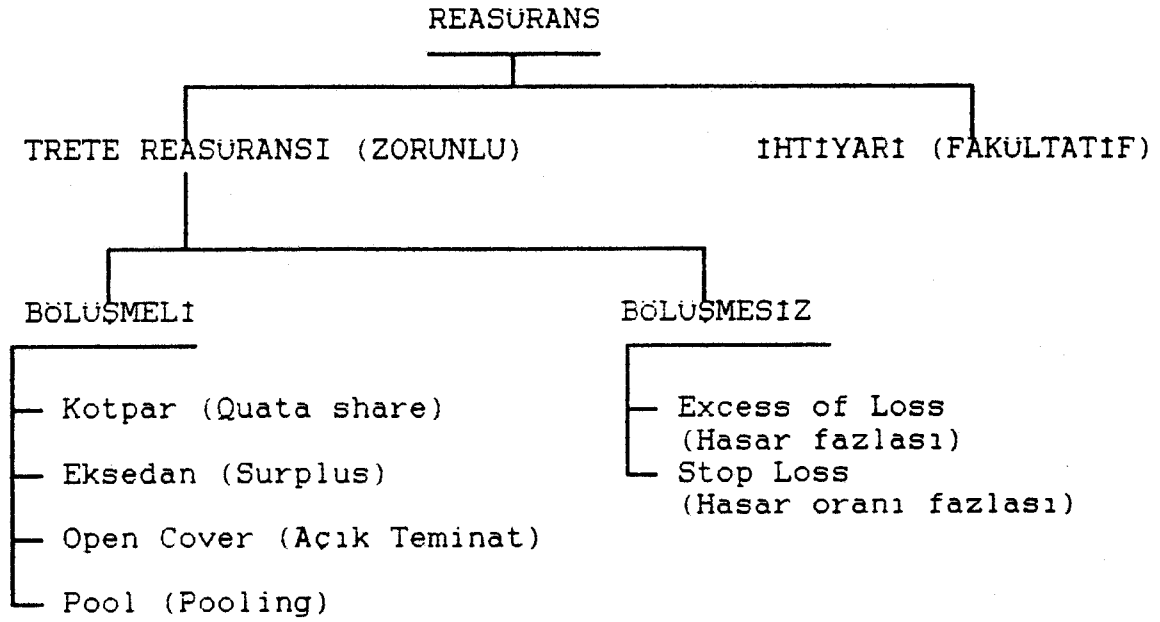 REASÜRANS
TRETE REASÜRANSI (ZORUNLU)
İHTİYARİ (FAKÜLTATİF)
BÖLÜŞMELİ
BÖLÜŞMESİZ
Kotpar (Quata share)
Eksedan (Surplus)
Open Cover (Açık Teminat)
Pool (Pooling)
Excess of Loss
(Hasar fazlası)
Stop Loss
(Hasar oranı fazlası)